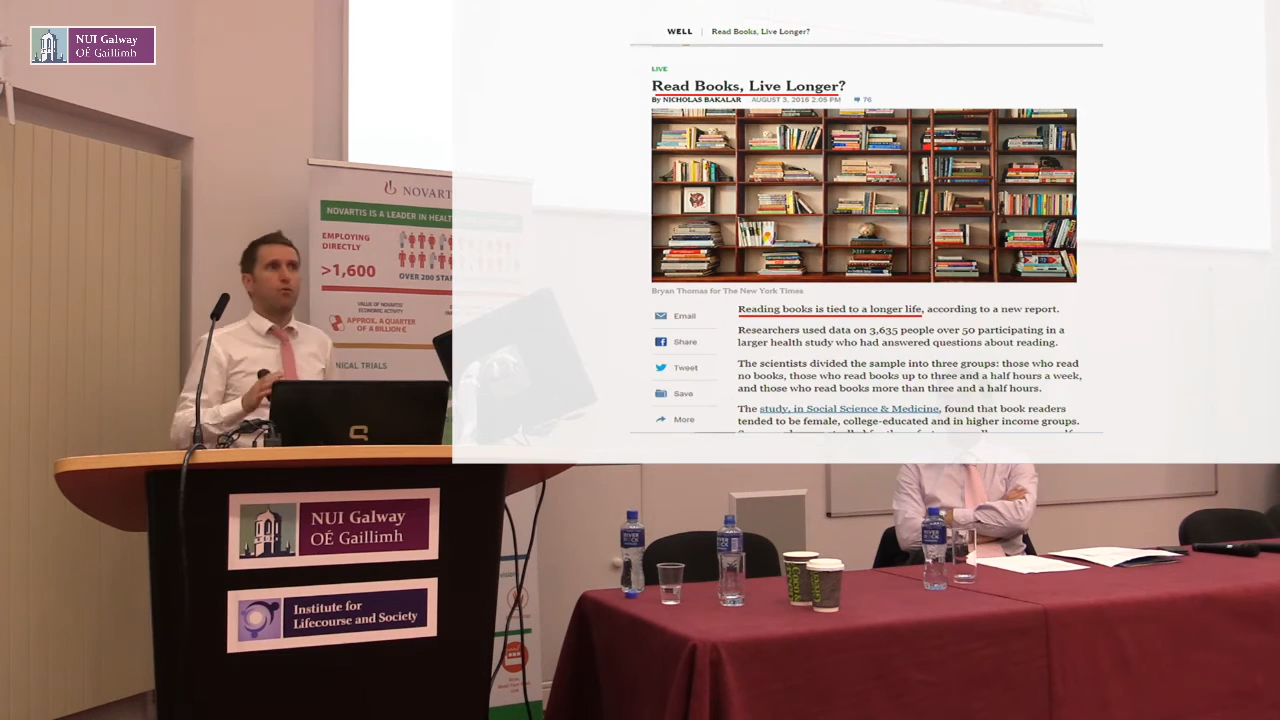 NUI Galway
OÉ Gaillimh
WELL | Read Books, Live Longer?
LIVE
Read Books, Live Longer?
By NICHOLAS BAKALAR AUGUST 3, 2016 2:05 PM 76
Bryan Thomas for The New York Times
Email
Share
Tweet
Save
More
Reading books is tied to a longer life, according to a new report.
Researchers used data on 3,635 people over 50 participating in a
larger health study who had answered questions about reading.
The scientists divided the sample into three groups: those who read
no books, those who read books up to three and a half hours a week,
and those who read books more than three and a half hours.
The study, in Social Science & Medicine, found that book readers
tended to be female, college-educated and in higher income groups.
NOVART
NOVARTIS IS A LEADER IN HEALT
EMPLOYING
DIRECTLY
>1,600
OVER 200 STAF
VALUE OF NOVARTIS'
ECONOMIC ACTIVITY
APPROX. A QUARTER
OF A BILLION €
NICAL TRIALS
NUI Galway
OÉ Gaillimh
Institute for
Lifecourse and Society